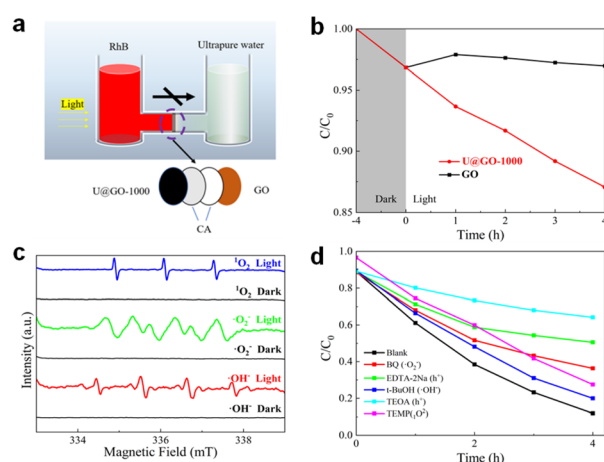 a
RhB
Ultrapure water
Light
U@GO-1000
GO
CA
b
C/C0
1.00
0.95
0.90
0.85
U@GO-1000
GO
Dark
Light
-4
0
1
2
3
4
Time (h)
c
Intensity (a.u.)
¹O₂ Light
¹O₂ Dark
·O₂⁻ Light
·O₂⁻ Dark
·OH⁻ Light
·OH⁻ Dark
334
336
338
Magnetic Field (mT)
d
C/C₀
1.0
0.8
0.6
0.4
0.2
0.0
Blank
BQ (·O₂⁻)
EDTA-2Na (h⁺)
t-BuOH (·OH⁻)
TEOA (h⁺)
TEMP(₁O²)
0
2
4
Time (h)